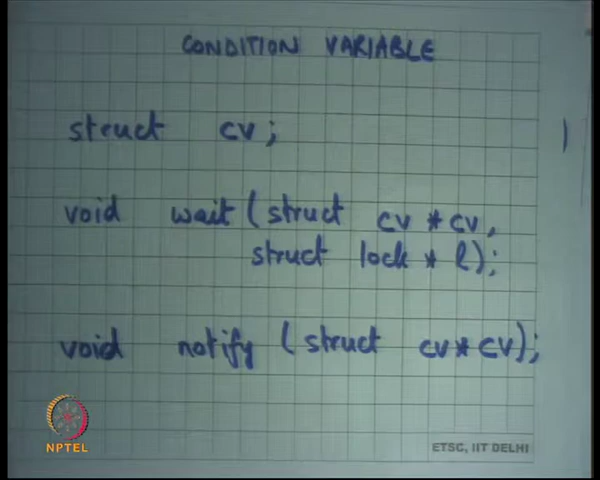 CONDITION VARIABLE
struct cv;
void wait (struct cv * cv,
struct lock * l);
void notify (struct cv * cv);
NPTEL
ETSC, IIT DELHI